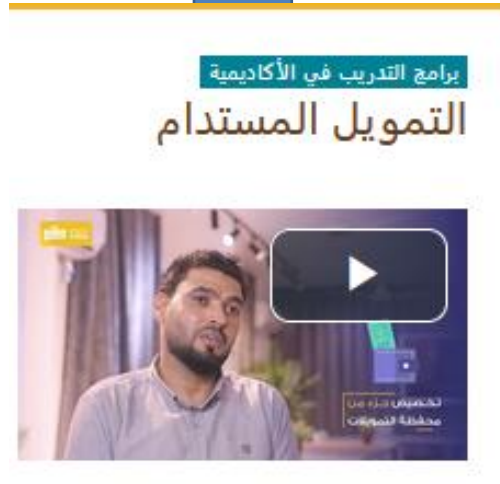 برامج التدريب في الأكاديمية
التمويل المستدام
تخصيص جزء من
محفظة التمويلات